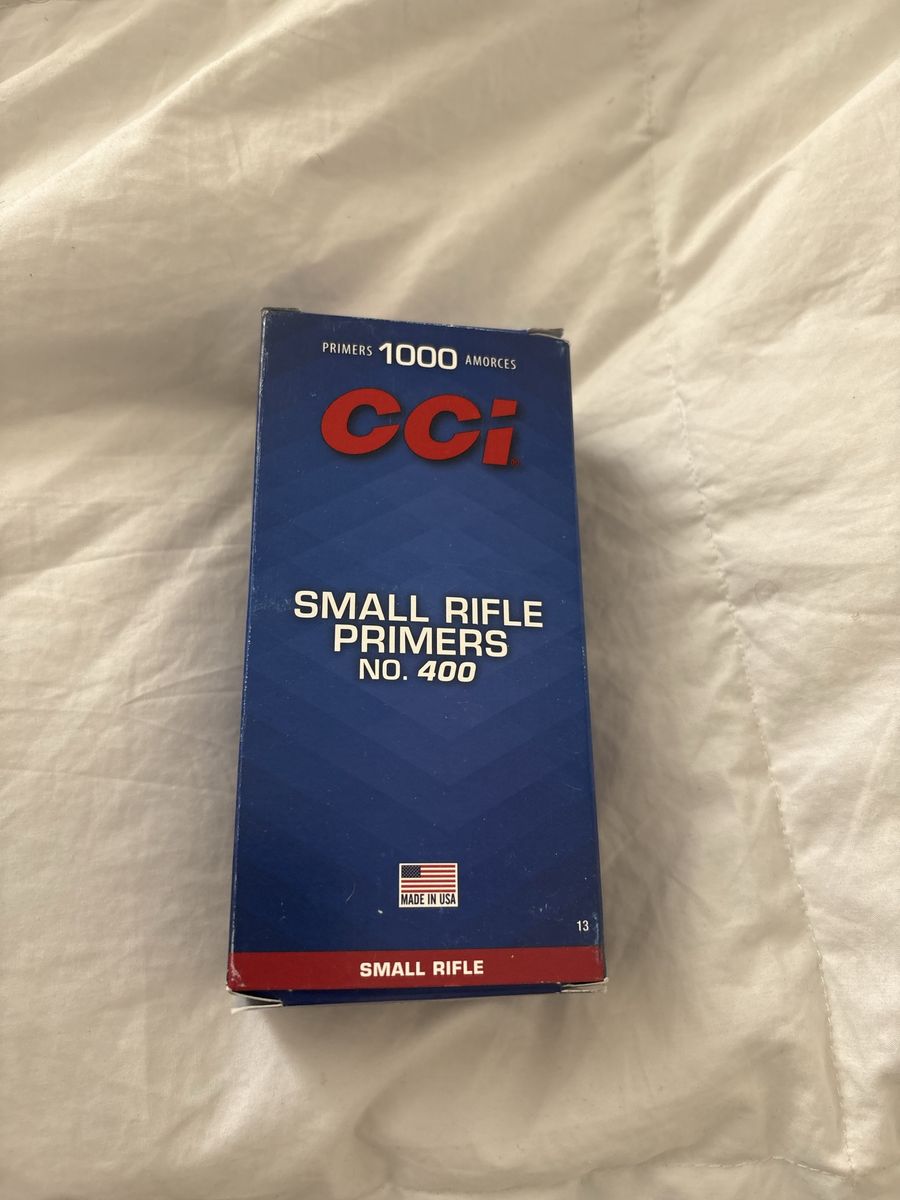 PRIMERS 1000 AMORCES
CCi
SMALL RIFLE
PRIMERS
NO. 400
MADE IN USA
13
SMALL RIFLE